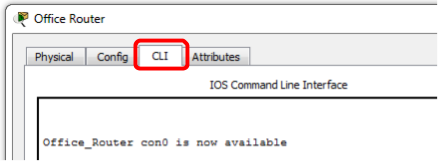 Office Router
Physical Config CLI Attributes
IOS Command Line Interface
Office_Router con0 is now available